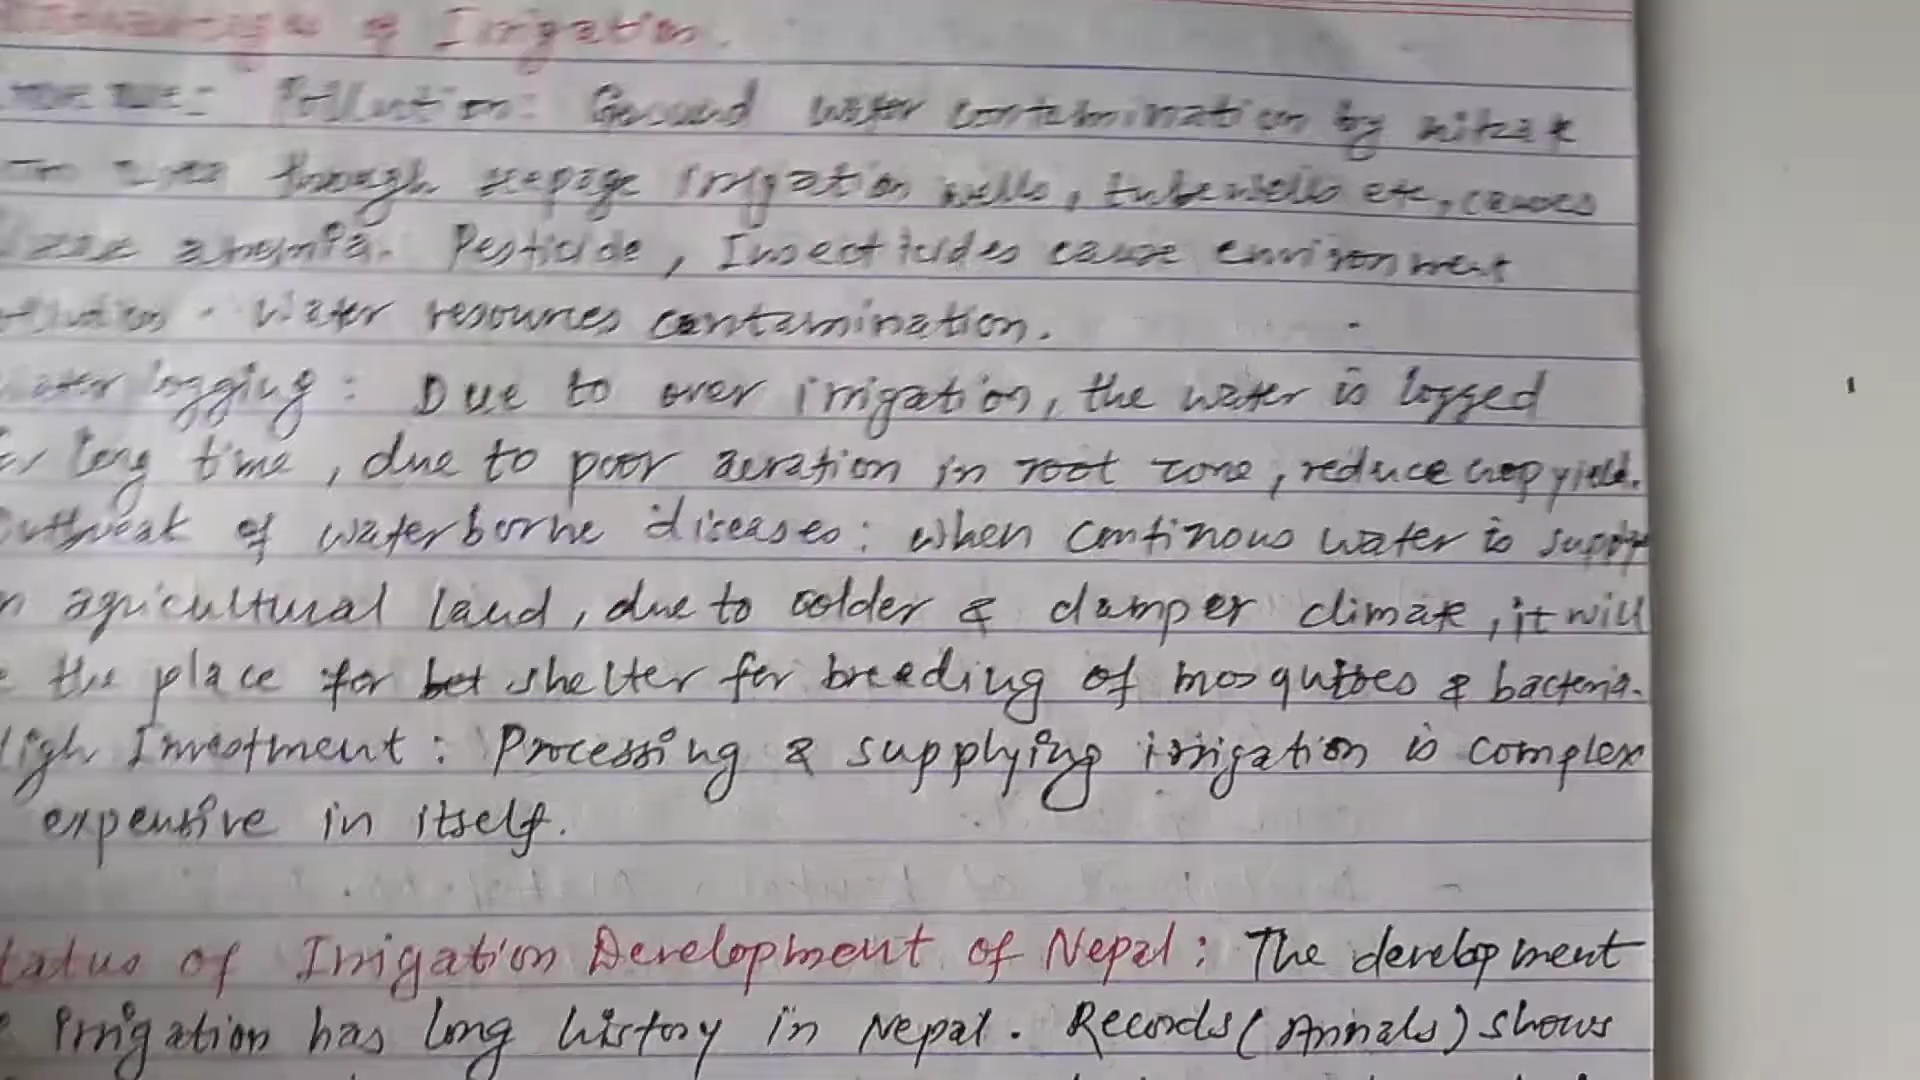 of Irrigation.
Pollution: Ground water contamination by nitrate
through seepage irrigation wells, tubewells etc, causes
anemia. Pesticide, Insecticides cause environment
Water resources contamination.
logging: Due to over irrigation, the water is logged
long time, due to poor aeration in root zone, reduce crop yield.
of waterborne diseases: when continous water is supply
agricultural land, due to colder & damper climate, it will
the place for shelter for breeding of mosquitoes & bacteria.
Investment: Processing & supplying irrigation is complex
expensive in itself.
tatus of Irrigation Development of Nepal: The development
irrigation has long history in Nepal. Records (Annals) shows